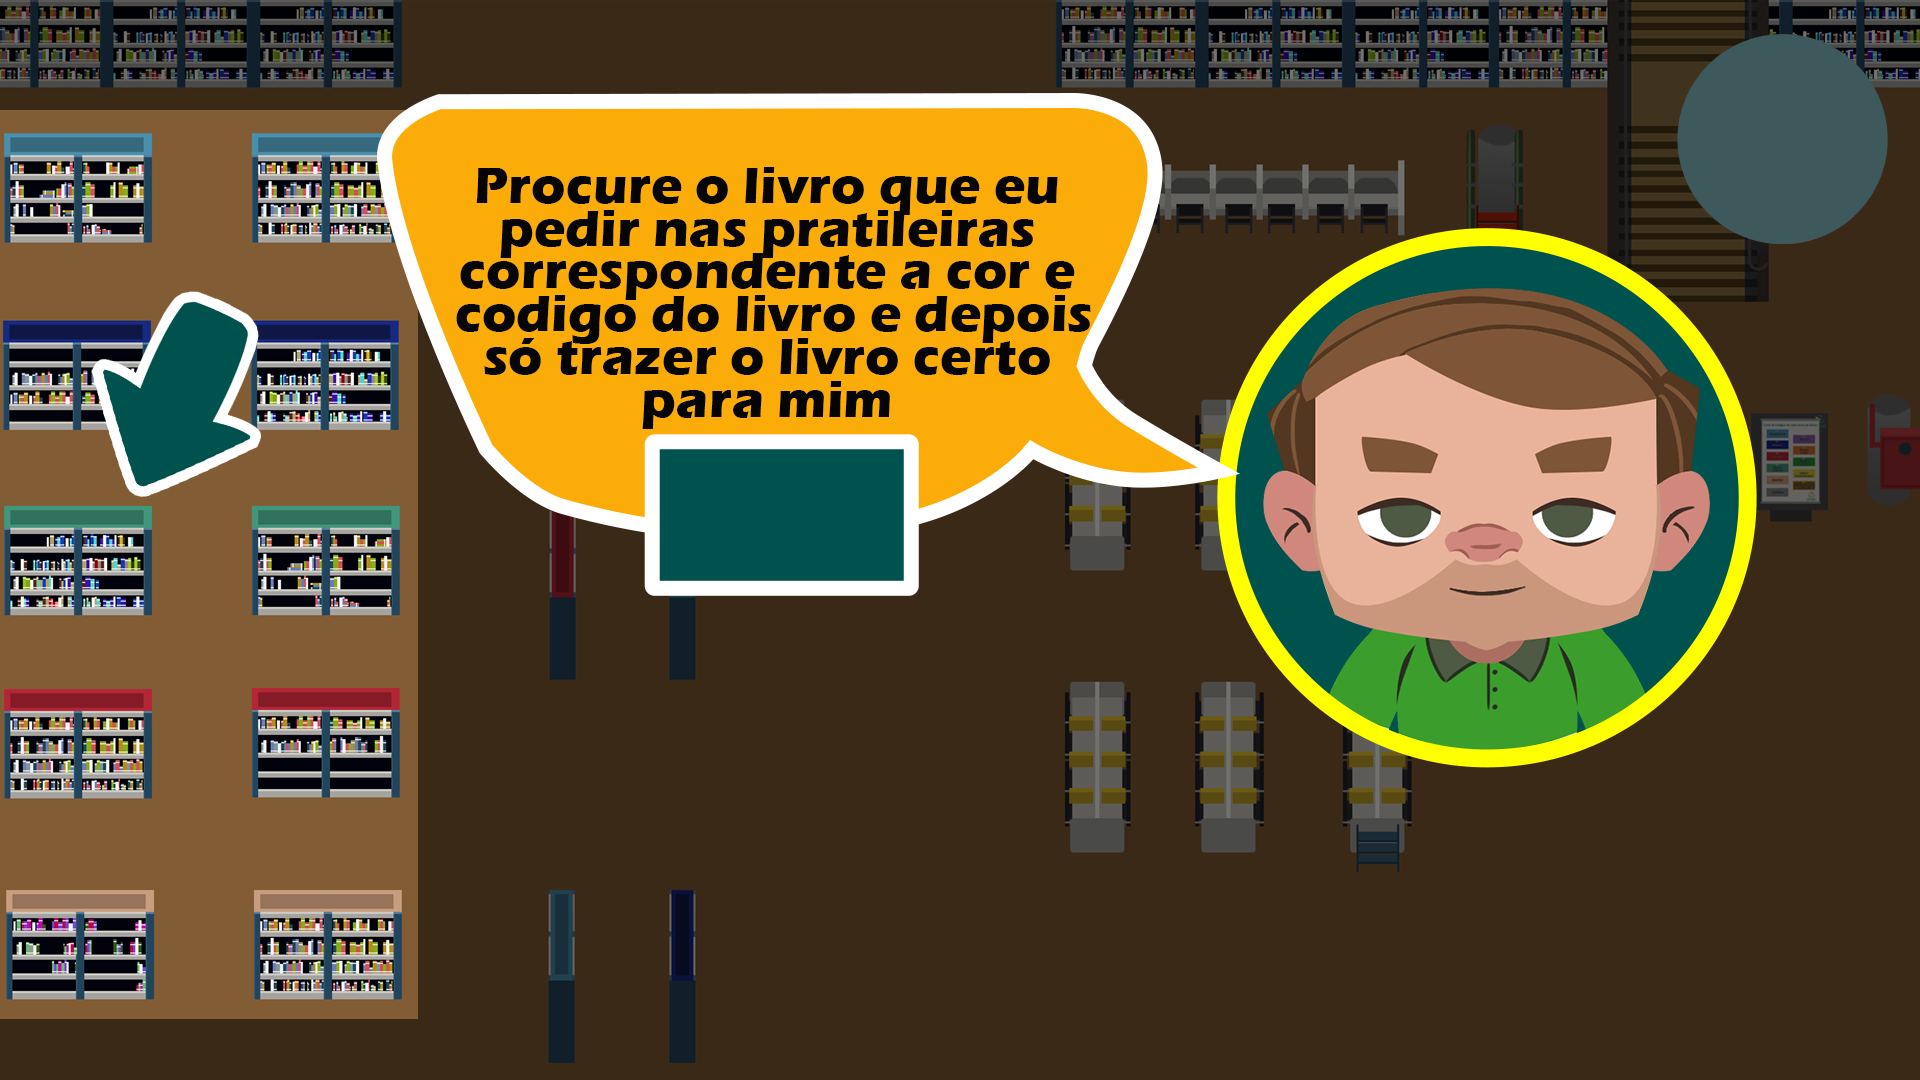 Procure o livro que eu
pedir nas pratileiras
correspondente a cor e
codigo do livro e depois
só trazer o livro certo
para mim